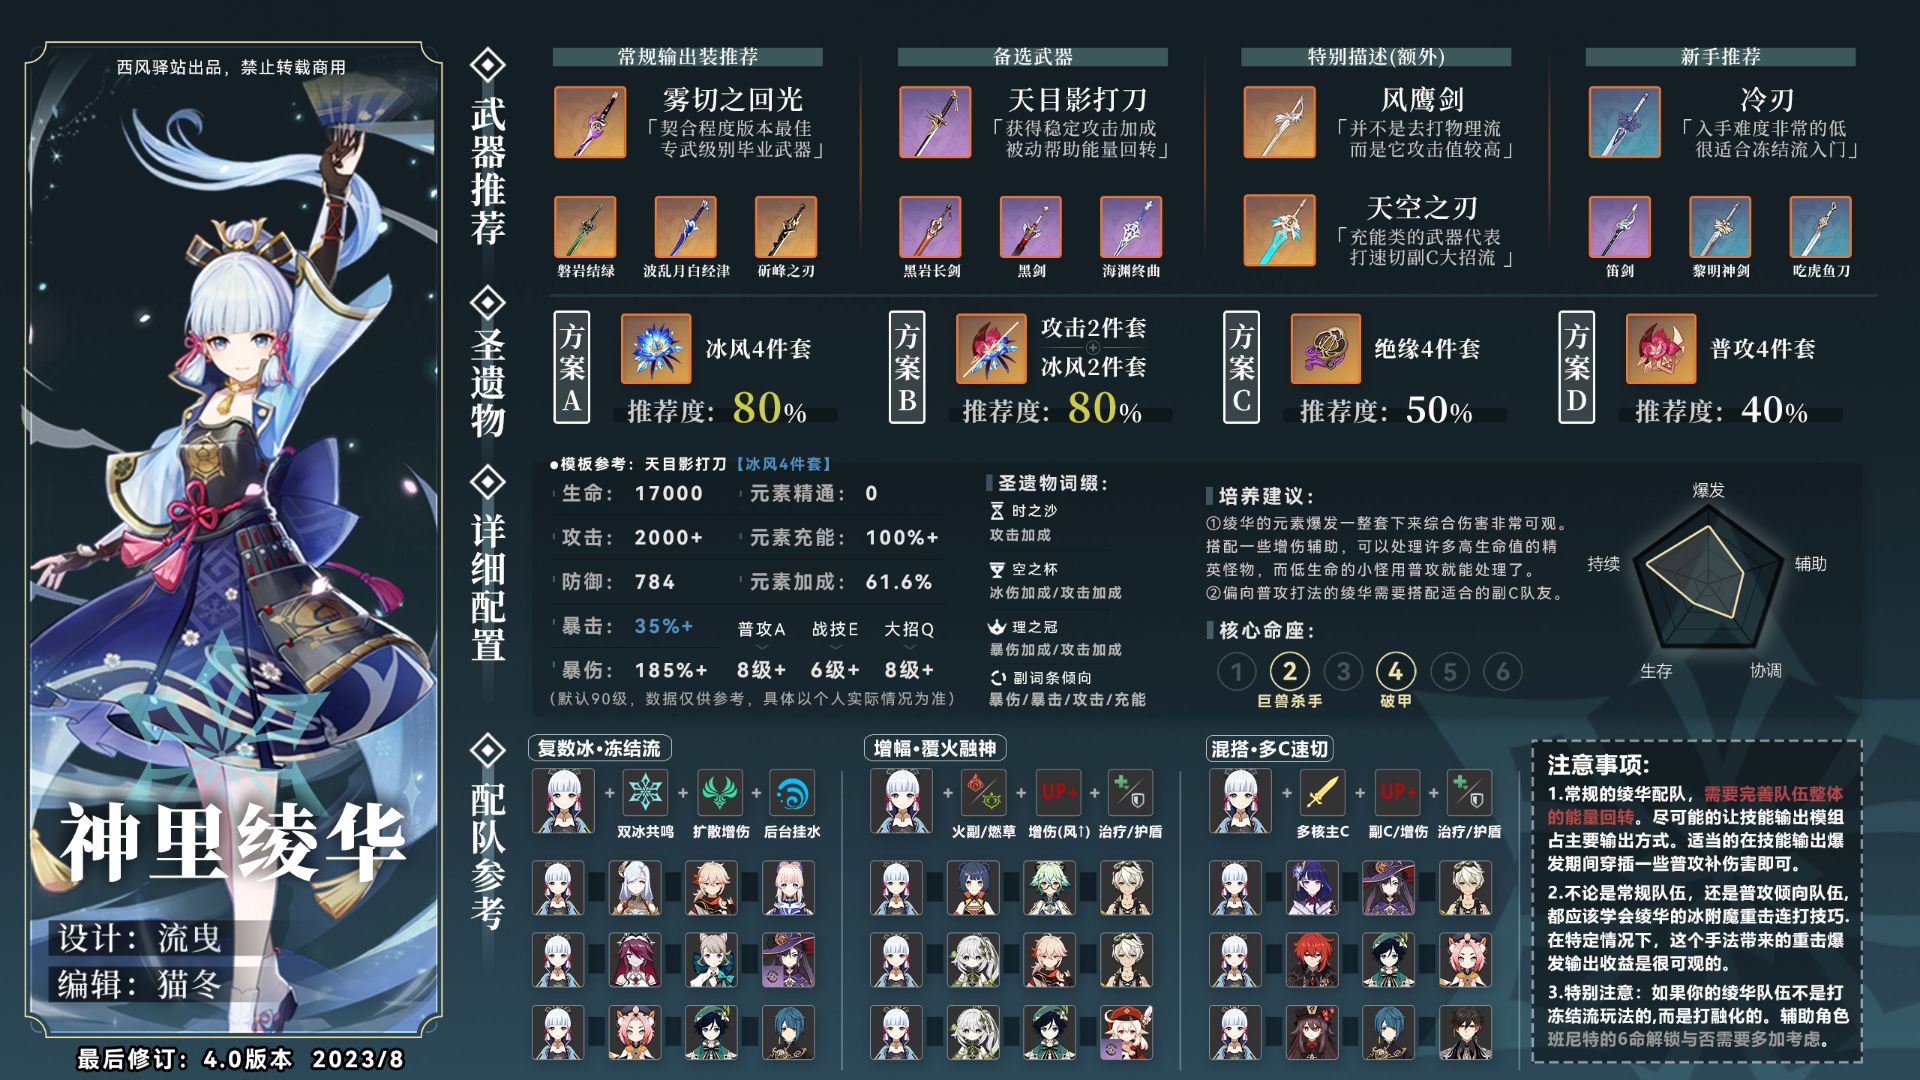 西风驿站出品，禁止转载商用
神里绫华
设计：流曳
编辑：猫冬
最后修订：4.0版本 2023/8
武器推荐
常规输出装推荐
雾切之回光
「契合程度版本最佳
专武级别毕业武器」
磐岩结绿
波乱月白经津
斫峰之刃
备选武器
天目影打刀
「获得稳定攻击加成
被动帮助能量回转」
黑岩长剑
黑剑
海渊终曲
特别描述(额外)
风鹰剑
「并不是去打物理流
而是它攻击值较高」
天空之刃
「充能类的武器代表
打速切副C大招流」
新手推荐
冷刃
「入手难度非常的低
很适合冻结流入门」
笛剑
黎明神剑
吃虎鱼刀
圣遗物
方案A
冰风4件套
推荐度：80%
方案B
攻击2件套
冰风2件套
推荐度：80%
方案C
绝缘4件套
推荐度：50%
方案D
普攻4件套
推荐度：40%
详细配置
●模板参考：天目影打刀【冰风4件套】
生命：17000
元素精通：0
攻击：2000+
元素充能：100%+
防御：784
元素加成：61.6%
暴击：35%+
普攻A 战技E 大招Q
暴伤：185%+
8级+ 6级+ 8级+
(默认90级，数据仅供参考，具体以个人实际情况为准)
圣遗物词缀：
时之沙
攻击加成
空之杯
冰伤加成/攻击加成
理之冠
暴伤加成/攻击加成
副词条倾向
暴伤/暴击/攻击/充能
培养建议：
①绫华的元素爆发一整套下来综合伤害非常可观。
搭配一些增伤辅助，可以处理许多高生命值的精
英怪物，而低生命的小怪用普攻就能处理了。
②偏向普攻打法的绫华需要搭配适合的副C队友。
核心命座：
1 2 3 4 5 6
巨兽杀手
破甲
爆发
辅助
协调
生存
持续
配队参考
复数冰·冻结流
+ + +
双冰共鸣 扩散增伤 后台挂水
增幅·覆火融神
+ + UP+ +
火副/燃草 增伤(风↑) 治疗/护盾
混搭·多C速切
+ + UP+ +
多核主C 副C/增伤 治疗/护盾
注意事项:
1.常规的绫华配队，需要完善队伍整体
的能量回转。尽可能的让技能输出模组
占主要输出方式。适当的在技能输出爆
发期间穿插一些普攻补伤害即可。
2.不论是常规队伍，还是普攻倾向队伍,
都应该学会绫华的冰附魔重击连打技巧.
在特定情况下，这个手法带来的重击爆
发输出收益是很可观的。
3.特别注意：如果你的绫华队伍不是打
冻结流玩法的,而是打融化的。辅助角色
班尼特的6命解锁与否需要多加考虑。